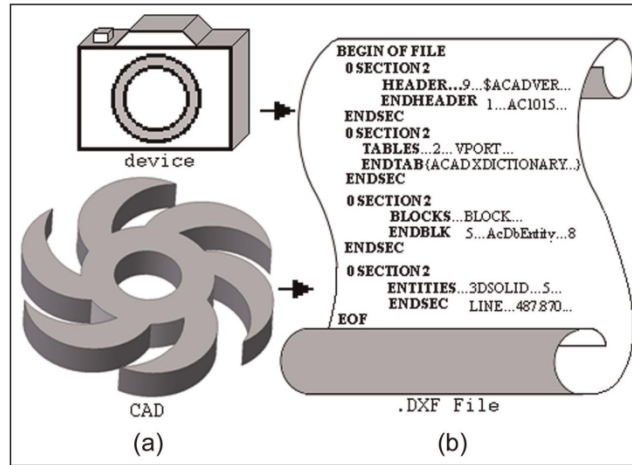 device
CAD
(a)
BEGIN OF FILE
0 SECTION 2
HEADER...9...$ACADVER...
ENDHEADER 1...AC1015...
ENDSEC
0 SECTION 2
TABLES...2...VPORT...
ENDTAB{ACADXDICTIONARY...}
ENDSEC
0 SECTION 2
BLOCKS...BLOCK...
ENDBLK 5...AcDbEntity...8
ENDSEC
0 SECTION 2
ENTITIES...3DSOLID...5...
ENDSEC LINE...487.870...
EOF
.DXF File
(b)